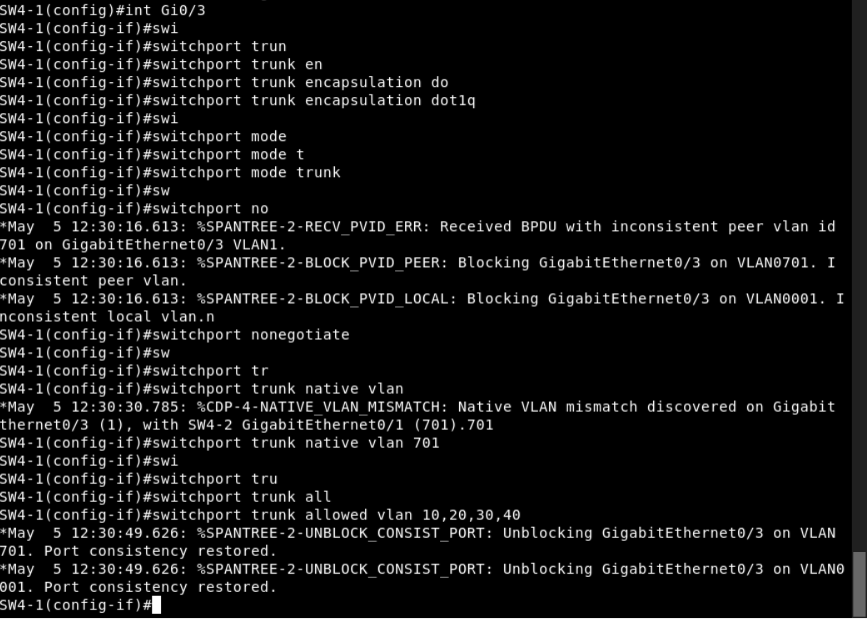 SW4-1(config)#int Gi0/3
SW4-1(config-if)#swi
SW4-1(config-if)#switchport trun
SW4-1(config-if)#switchport trunk en
SW4-1(config-if)#switchport trunk encapsulation do
SW4-1(config-if)#switchport trunk encapsulation dot1q
SW4-1(config-if)#swi
SW4-1(config-if)#switchport mode
SW4-1(config-if)#switchport mode t
SW4-1(config-if)#switchport mode trunk
SW4-1(config-if)#sw
SW4-1(config-if)#switchport no
*May  5 12:30:16.613: %SPANTREE-2-RECV_PVID_ERR: Received BPDU with inconsistent peer vlan id
701 on GigabitEthernet0/3 VLAN1.
*May  5 12:30:16.613: %SPANTREE-2-BLOCK_PVID_PEER: Blocking GigabitEthernet0/3 on VLAN0701. I
consistent peer vlan.
*May  5 12:30:16.613: %SPANTREE-2-BLOCK_PVID_LOCAL: Blocking GigabitEthernet0/3 on VLAN0001. I
nconsistent local vlan.n
SW4-1(config-if)#switchport nonegotiate
SW4-1(config-if)#sw
SW4-1(config-if)#switchport tr
SW4-1(config-if)#switchport trunk native vlan
*May  5 12:30:30.785: %CDP-4-NATIVE_VLAN_MISMATCH: Native VLAN mismatch discovered on Gigabit
thernet0/3 (1), with SW4-2 GigabitEthernet0/1 (701).701
SW4-1(config-if)#switchport trunk native vlan 701
SW4-1(config-if)#swi
SW4-1(config-if)#switchport tru
SW4-1(config-if)#switchport trunk all
SW4-1(config-if)#switchport trunk allowed vlan 10,20,30,40
*May  5 12:30:49.626: %SPANTREE-2-UNBLOCK_CONSIST_PORT: Unblocking GigabitEthernet0/3 on VLAN
701. Port consistency restored.
*May  5 12:30:49.626: %SPANTREE-2-UNBLOCK_CONSIST_PORT: Unblocking GigabitEthernet0/3 on VLAN0
001. Port consistency restored.
SW4-1(config-if)#